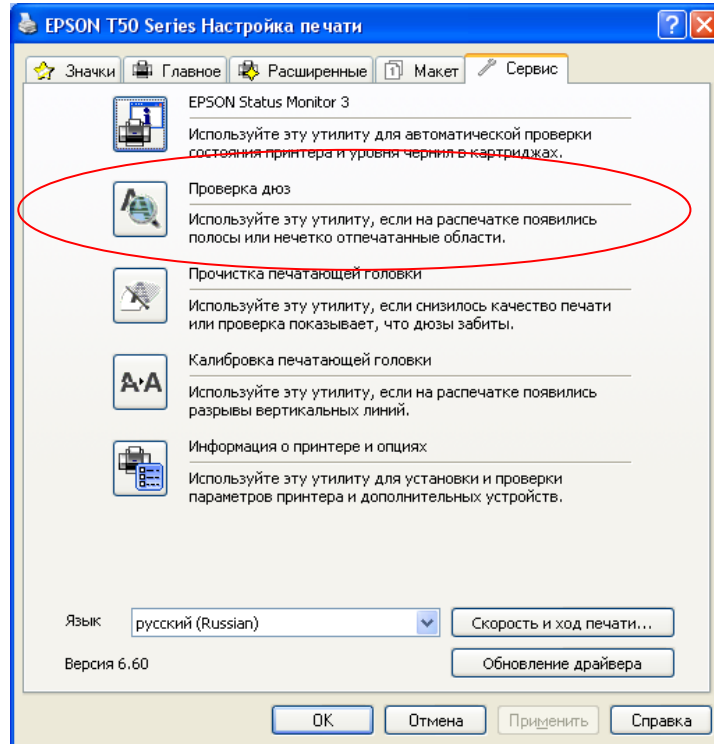 EPSON T50 Series Настройка печати
Значки Главное Расширенные Макет Сервис
EPSON Status Monitor 3
Используйте эту утилиту для автоматической проверки
состояния принтера и уровня чернил в картриджах.
Проверка дюз
Используйте эту утилиту, если на распечатке появились
полосы или нечетко отпечатанные области.
Прочистка печатающей головки
Используйте эту утилиту, если снизилось качество печати
или проверка показывает, что дюзы забиты.
Калибровка печатающей головки
Используйте эту утилиту, если на распечатке появились
разрывы вертикальных линий.
Информация о принтере и опциях
Используйте эту утилиту для установки и проверки
параметров принтера и дополнительных устройств.
Язык русский (Russian) Скорость и ход печати...
Версия 6.60 Обновление драйвера
OK Отмена Применить Справка